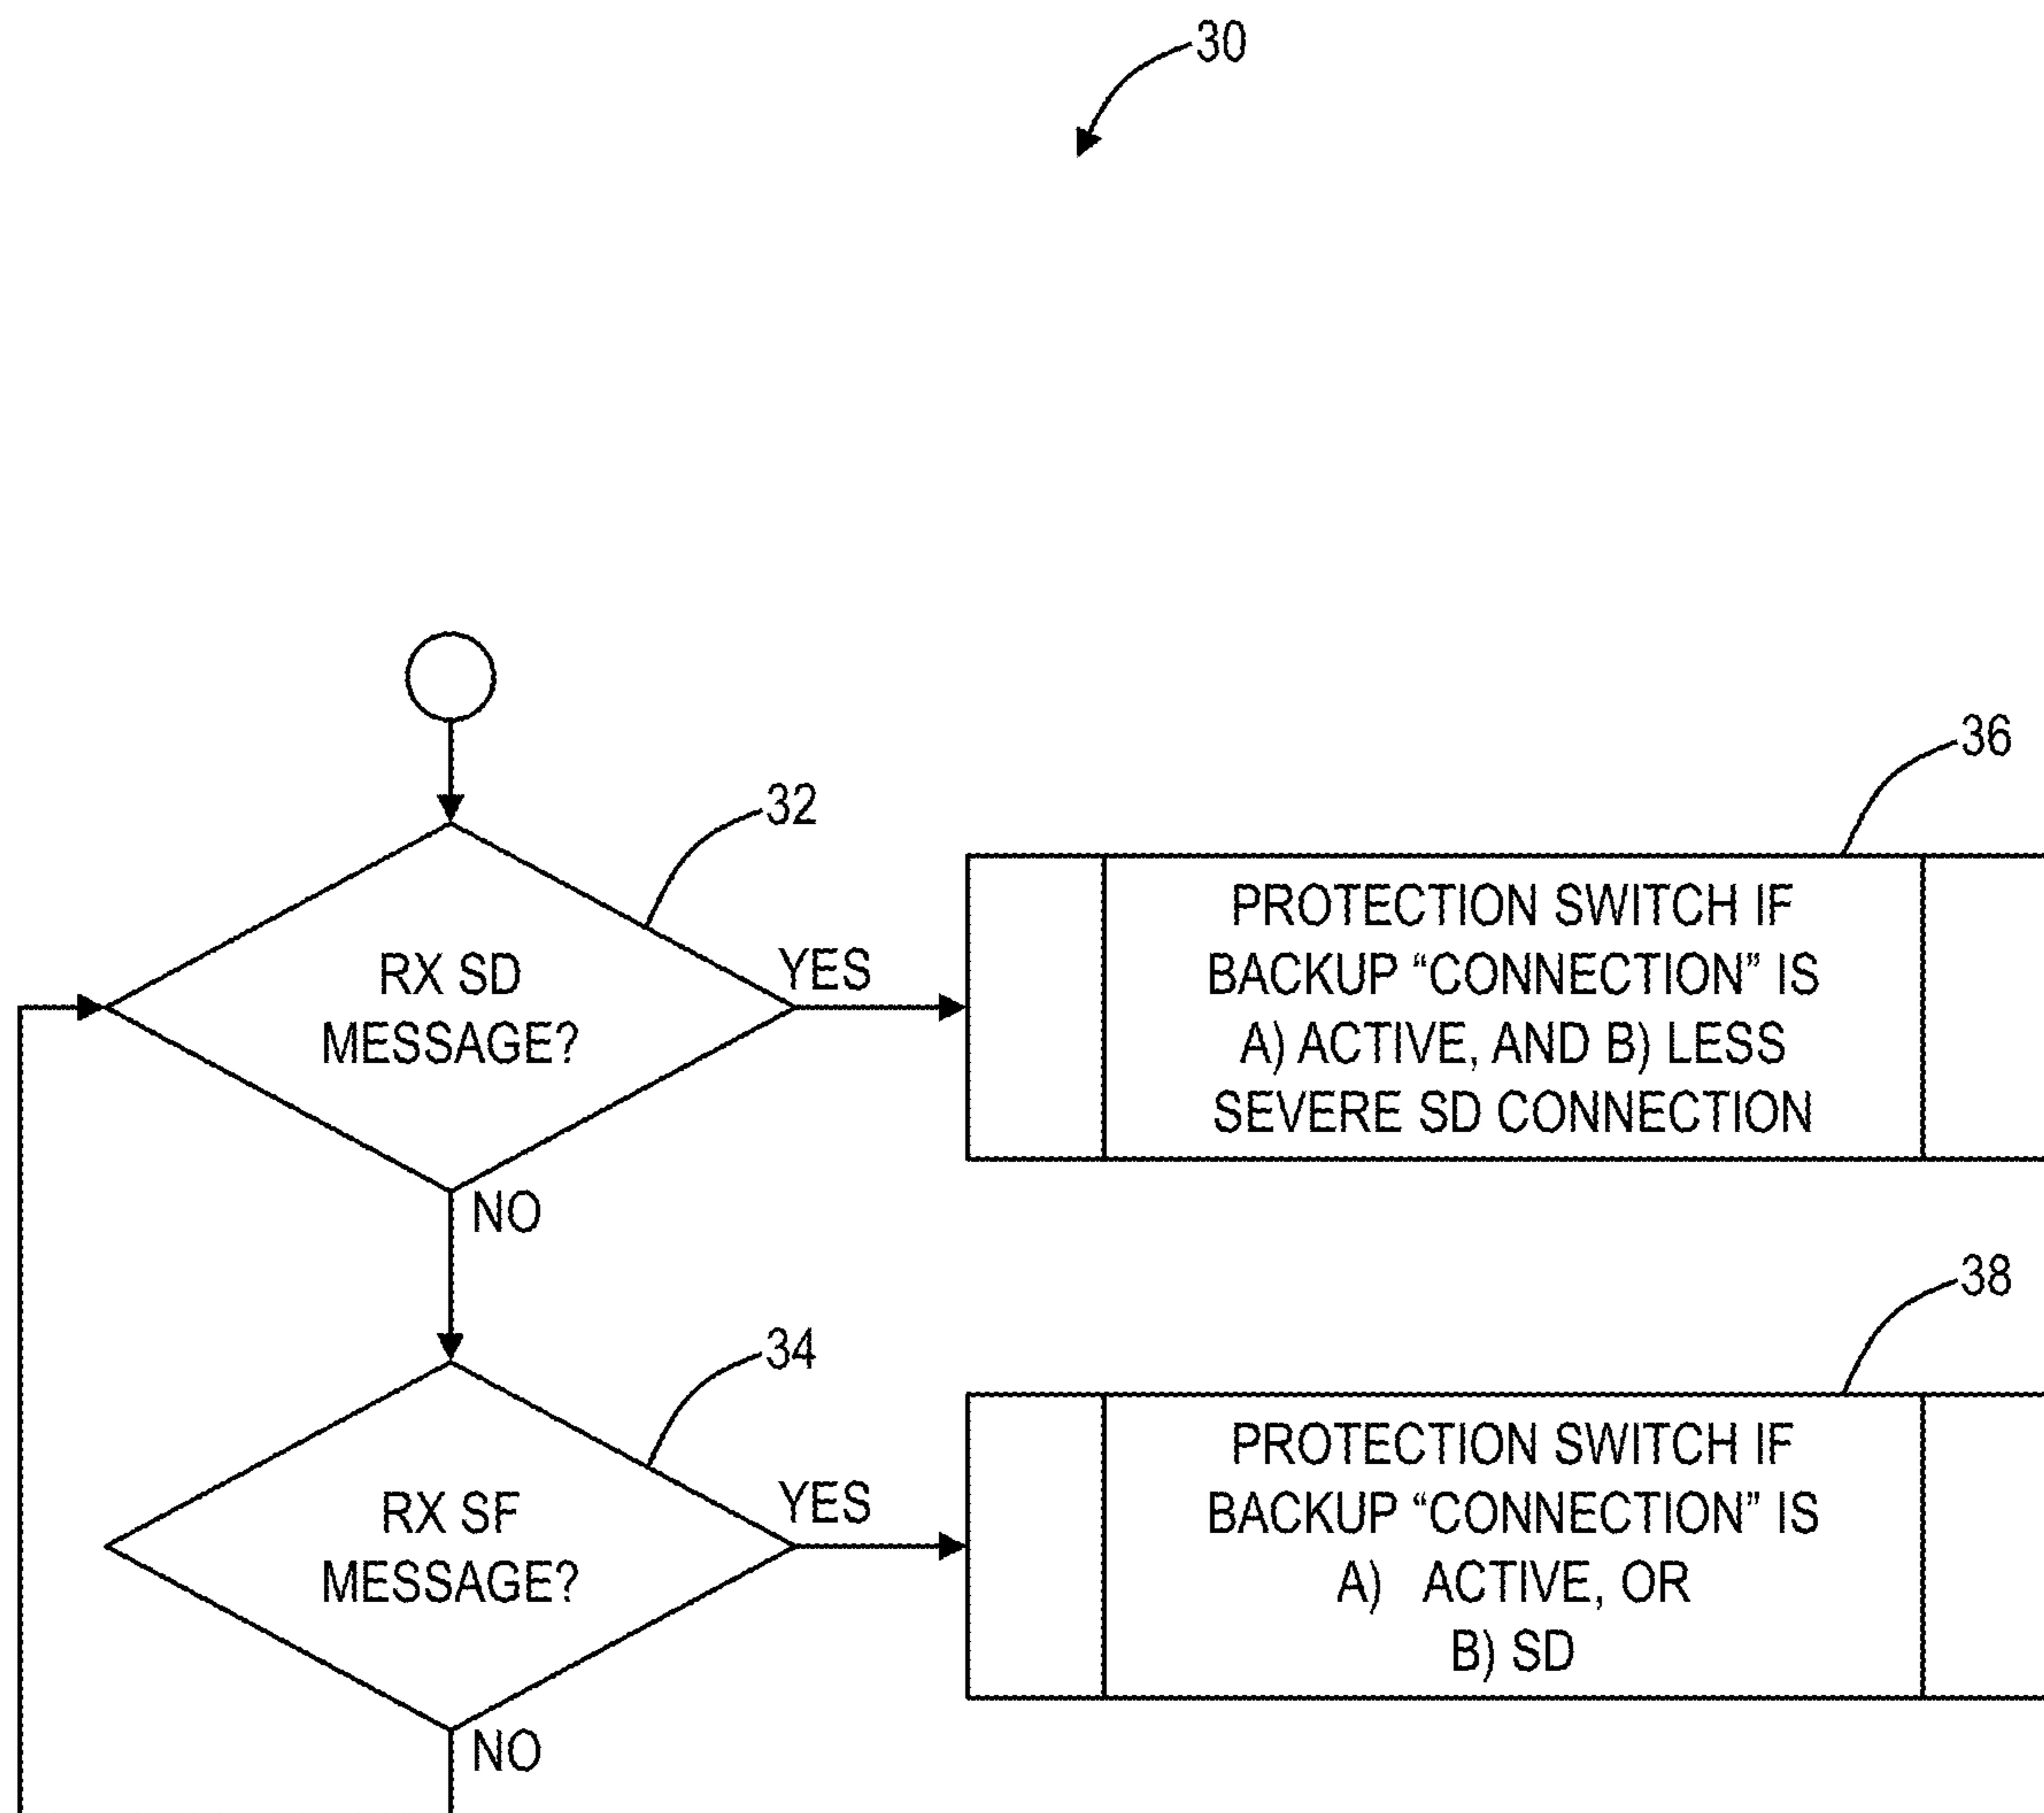 30
36
32
PROTECTION SWITCH IF
BACKUP “CONNECTION” IS
A) ACTIVE, AND B) LESS
SEVERE SD CONNECTION
RX SD
MESSAGE?
YES
NO
38
34
PROTECTION SWITCH IF
BACKUP “CONNECTION” IS
A) ACTIVE, OR
B) SD
RX SF
MESSAGE?
YES
NO